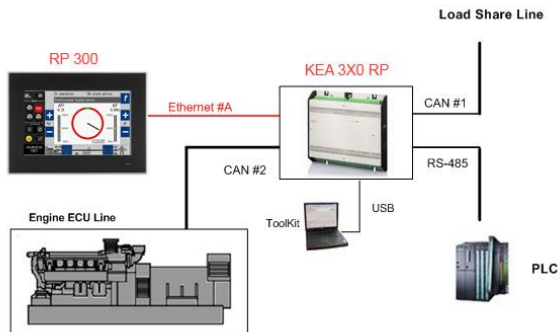 Load Share Line
RP 300
KEA 3X0 RP
Ethernet #A
CAN #1
CAN #2
RS-485
Engine ECU Line
USB
ToolKit
PLC